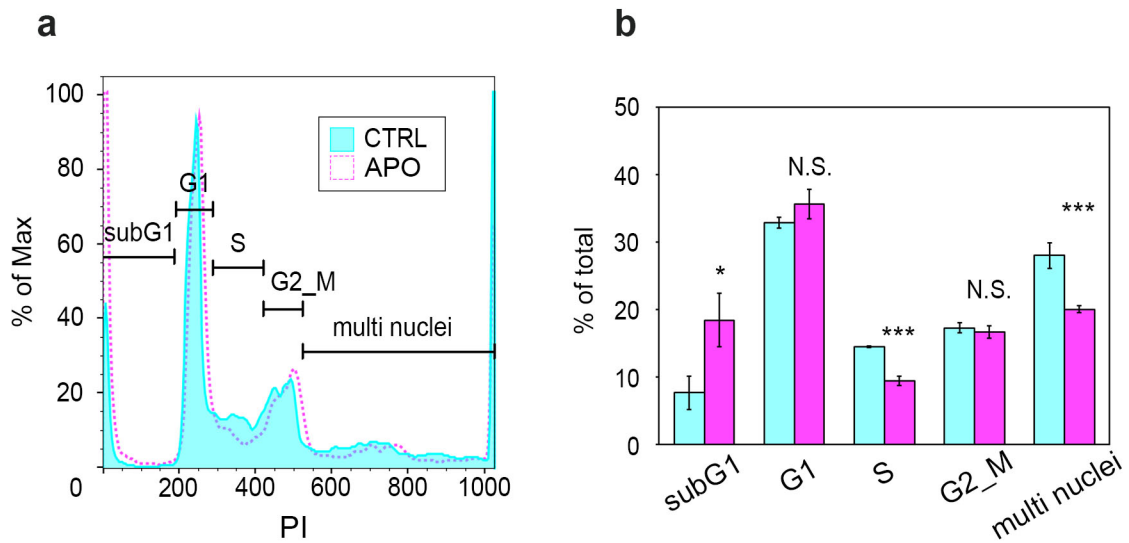 a
100
80
60
40
20
0
% of Max
CTRL
APO
G1
subG1
S
G2_M
multi nuclei
200
400
600
800
1000
PI
b
50
40
30
20
10
0
% of total
*
N.S.
***
N.S.
***
subG1
G1
S
G2_M
multi nuclei